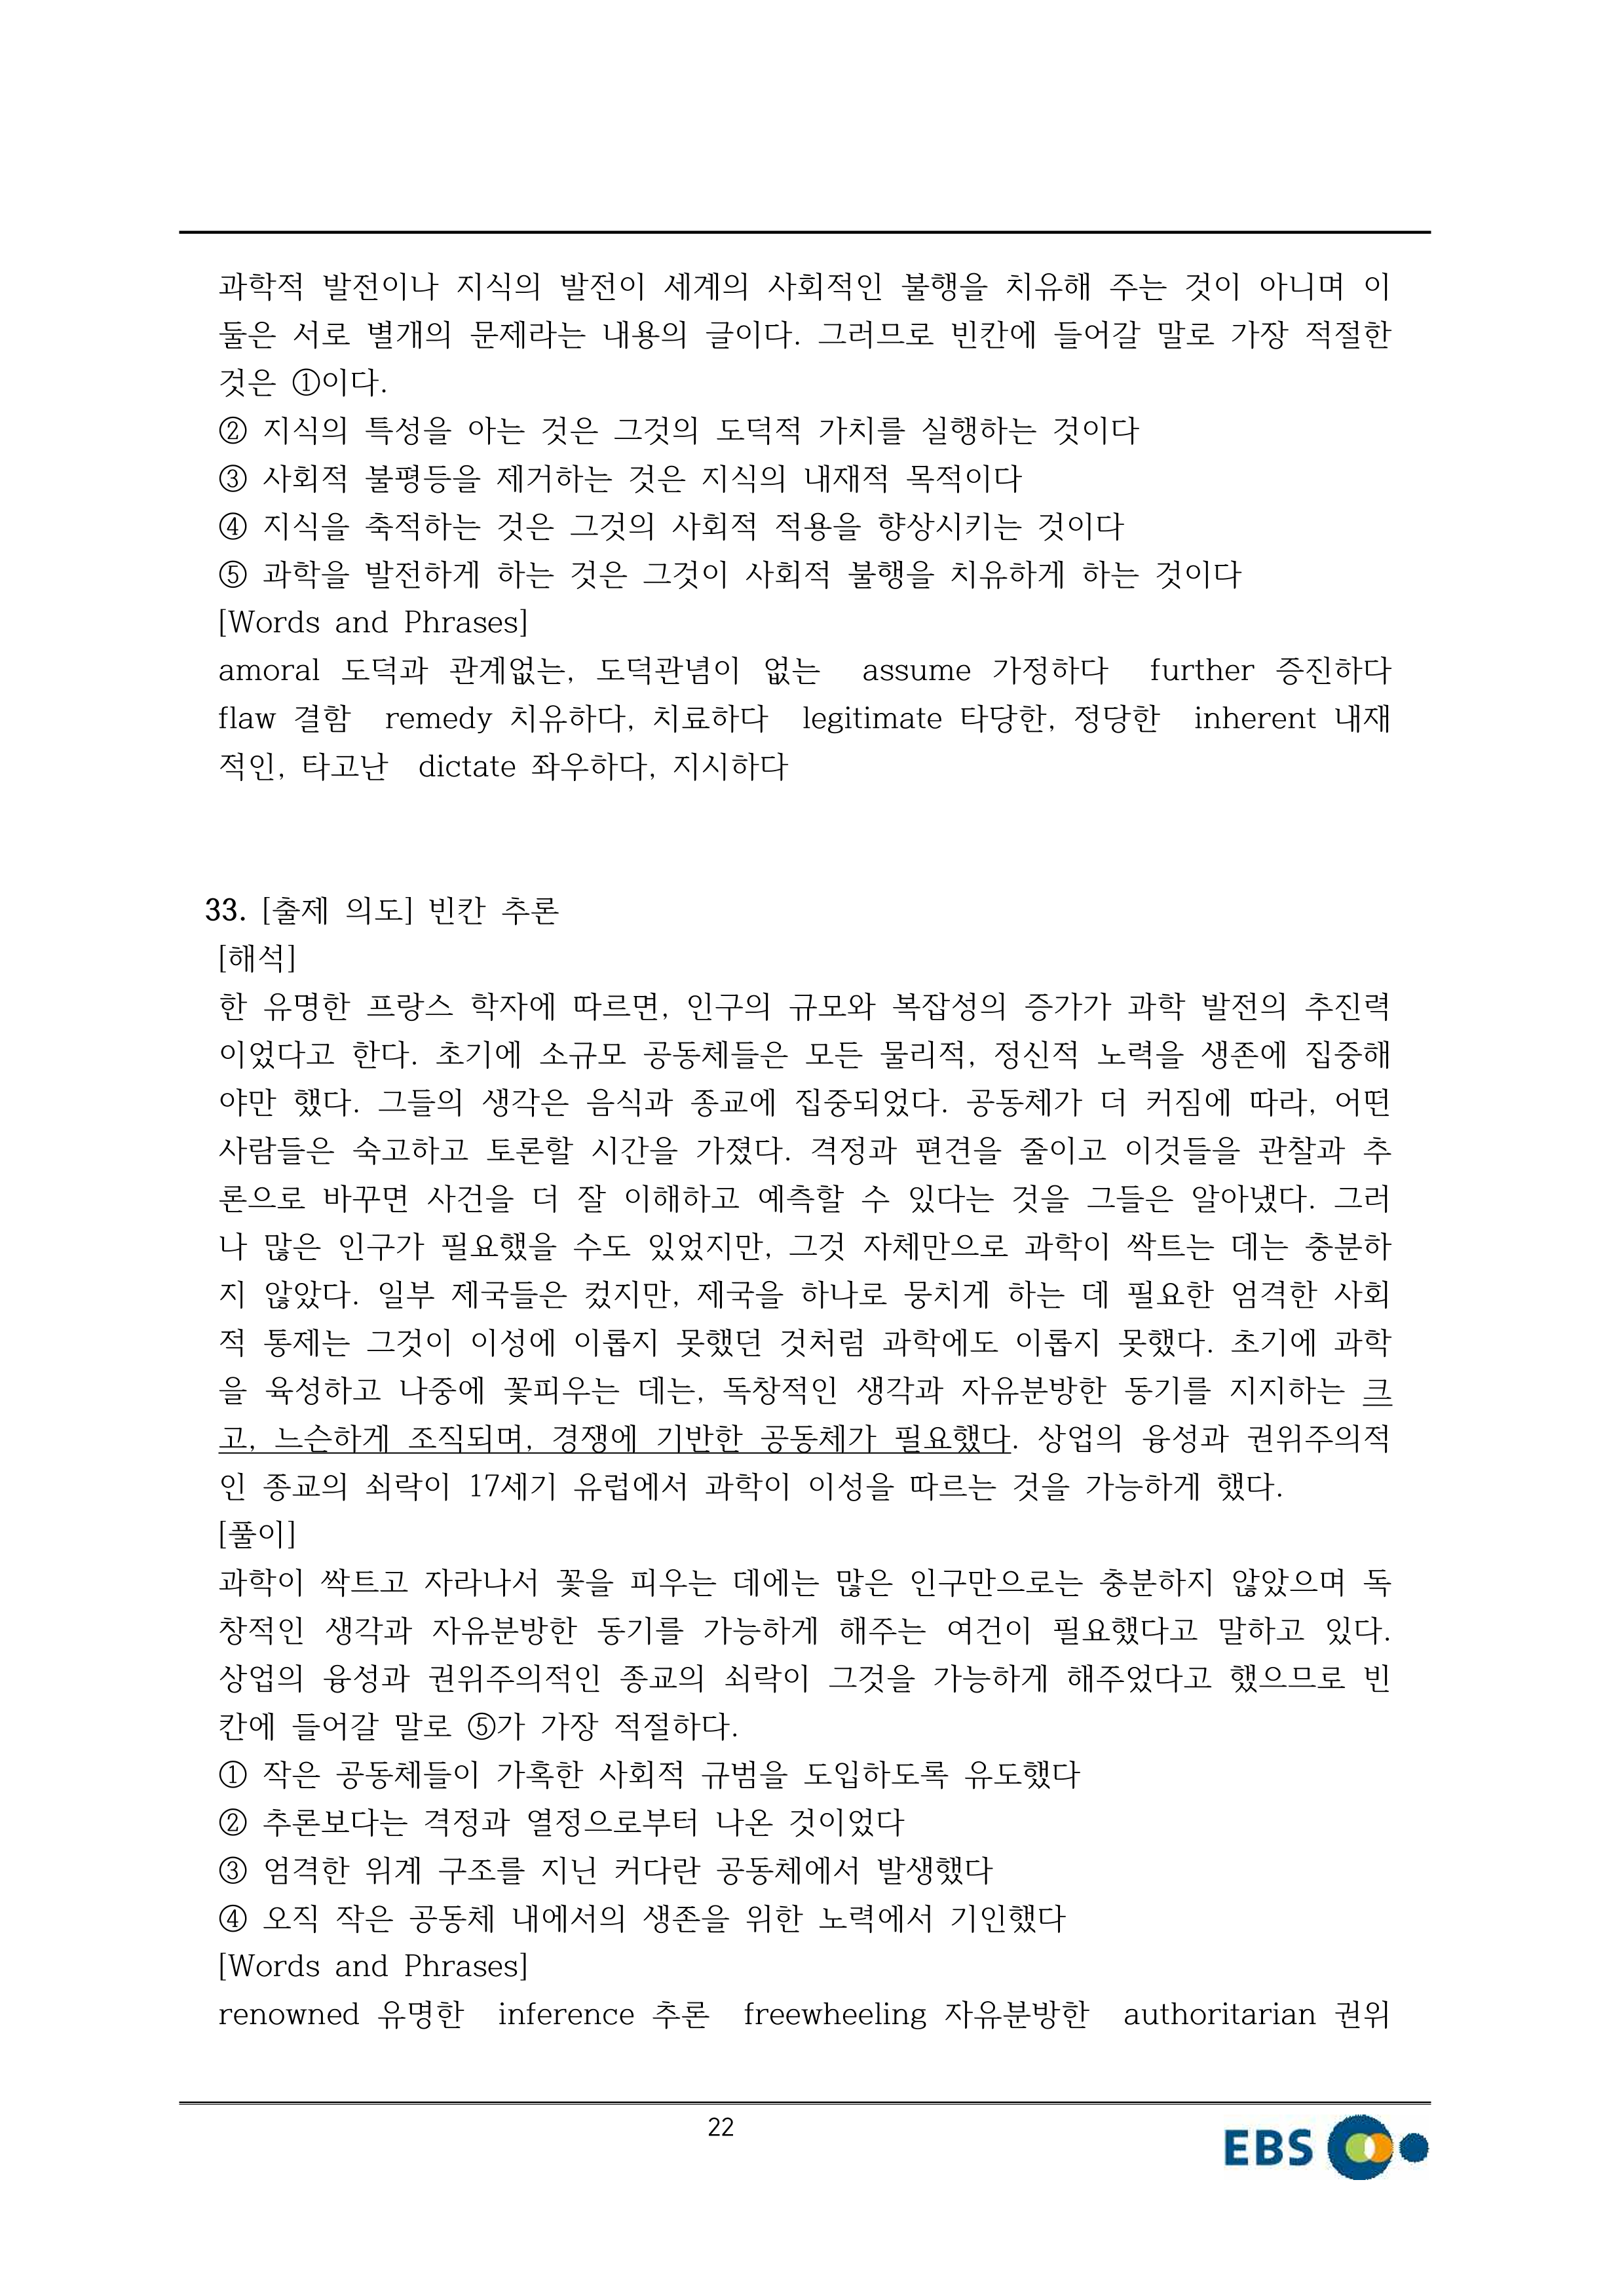 과학적 발전이나 지식의 발전이 세계의 사회적인 불행을 치유해 주는 것이 아니며 이
둘은 서로 별개의 문제라는 내용의 글이다. 그러므로 빈칸에 들어갈 말로 가장 적절한
것은 ①이다.
② 지식의 특성을 아는 것은 그것의 도덕적 가치를 실행하는 것이다
③ 사회적 불평등을 제거하는 것은 지식의 내재적 목적이다
④ 지식을 축적하는 것은 그것의 사회적 적용을 향상시키는 것이다
⑤ 과학을 발전하게 하는 것은 그것이 사회적 불행을 치유하게 하는 것이다
[Words and Phrases]
amoral 도덕과 관계없는, 도덕관념이 없는 assume 가정하다 further 증진하다
flaw 결함 remedy 치유하다, 치료하다 legitimate 타당한, 정당한 inherent 내재
적인, 타고난 dictate 좌우하다, 지시하다
33. [출제 의도] 빈칸 추론
[해석]
한 유명한 프랑스 학자에 따르면, 인구의 규모와 복잡성의 증가가 과학 발전의 추진력
이었다고 한다. 초기에 소규모 공동체들은 모든 물리적, 정신적 노력을 생존에 집중해
야만 했다. 그들의 생각은 음식과 종교에 집중되었다. 공동체가 더 커짐에 따라, 어떤
사람들은 숙고하고 토론할 시간을 가졌다. 격정과 편견을 줄이고 이것들을 관찰과 추
론으로 바꾸면 사건을 더 잘 이해하고 예측할 수 있다는 것을 그들은 알아냈다. 그러
나 많은 인구가 필요했을 수도 있었지만, 그것 자체만으로 과학이 싹트는 데는 충분하
지 않았다. 일부 제국들은 컸지만, 제국을 하나로 뭉치게 하는 데 필요한 엄격한 사회
적 통제는 그것이 이성에 이롭지 못했던 것처럼 과학에도 이롭지 못했다. 초기에 과학
을 육성하고 나중에 꽃피우는 데는, 독창적인 생각과 자유분방한 동기를 지지하는 크
고, 느슨하게 조직되며, 경쟁에 기반한 공동체가 필요했다. 상업의 융성과 권위주의적
인 종교의 쇠락이 17세기 유럽에서 과학이 이성을 따르는 것을 가능하게 했다.
[풀이]
과학이 싹트고 자라나서 꽃을 피우는 데에는 많은 인구만으로는 충분하지 않았으며 독
창적인 생각과 자유분방한 동기를 가능하게 해주는 여건이 필요했다고 말하고 있다.
상업의 융성과 권위주의적인 종교의 쇠락이 그것을 가능하게 해주었다고 했으므로 빈
칸에 들어갈 말로 ⑤가 가장 적절하다.
① 작은 공동체들이 가혹한 사회적 규범을 도입하도록 유도했다
② 추론보다는 격정과 열정으로부터 나온 것이었다
③ 엄격한 위계 구조를 지닌 커다란 공동체에서 발생했다
④ 오직 작은 공동체 내에서의 생존을 위한 노력에서 기인했다
[Words and Phrases]
renowned 유명한 inference 추론 freewheeling 자유분방한 authoritarian 권위
22
EBS